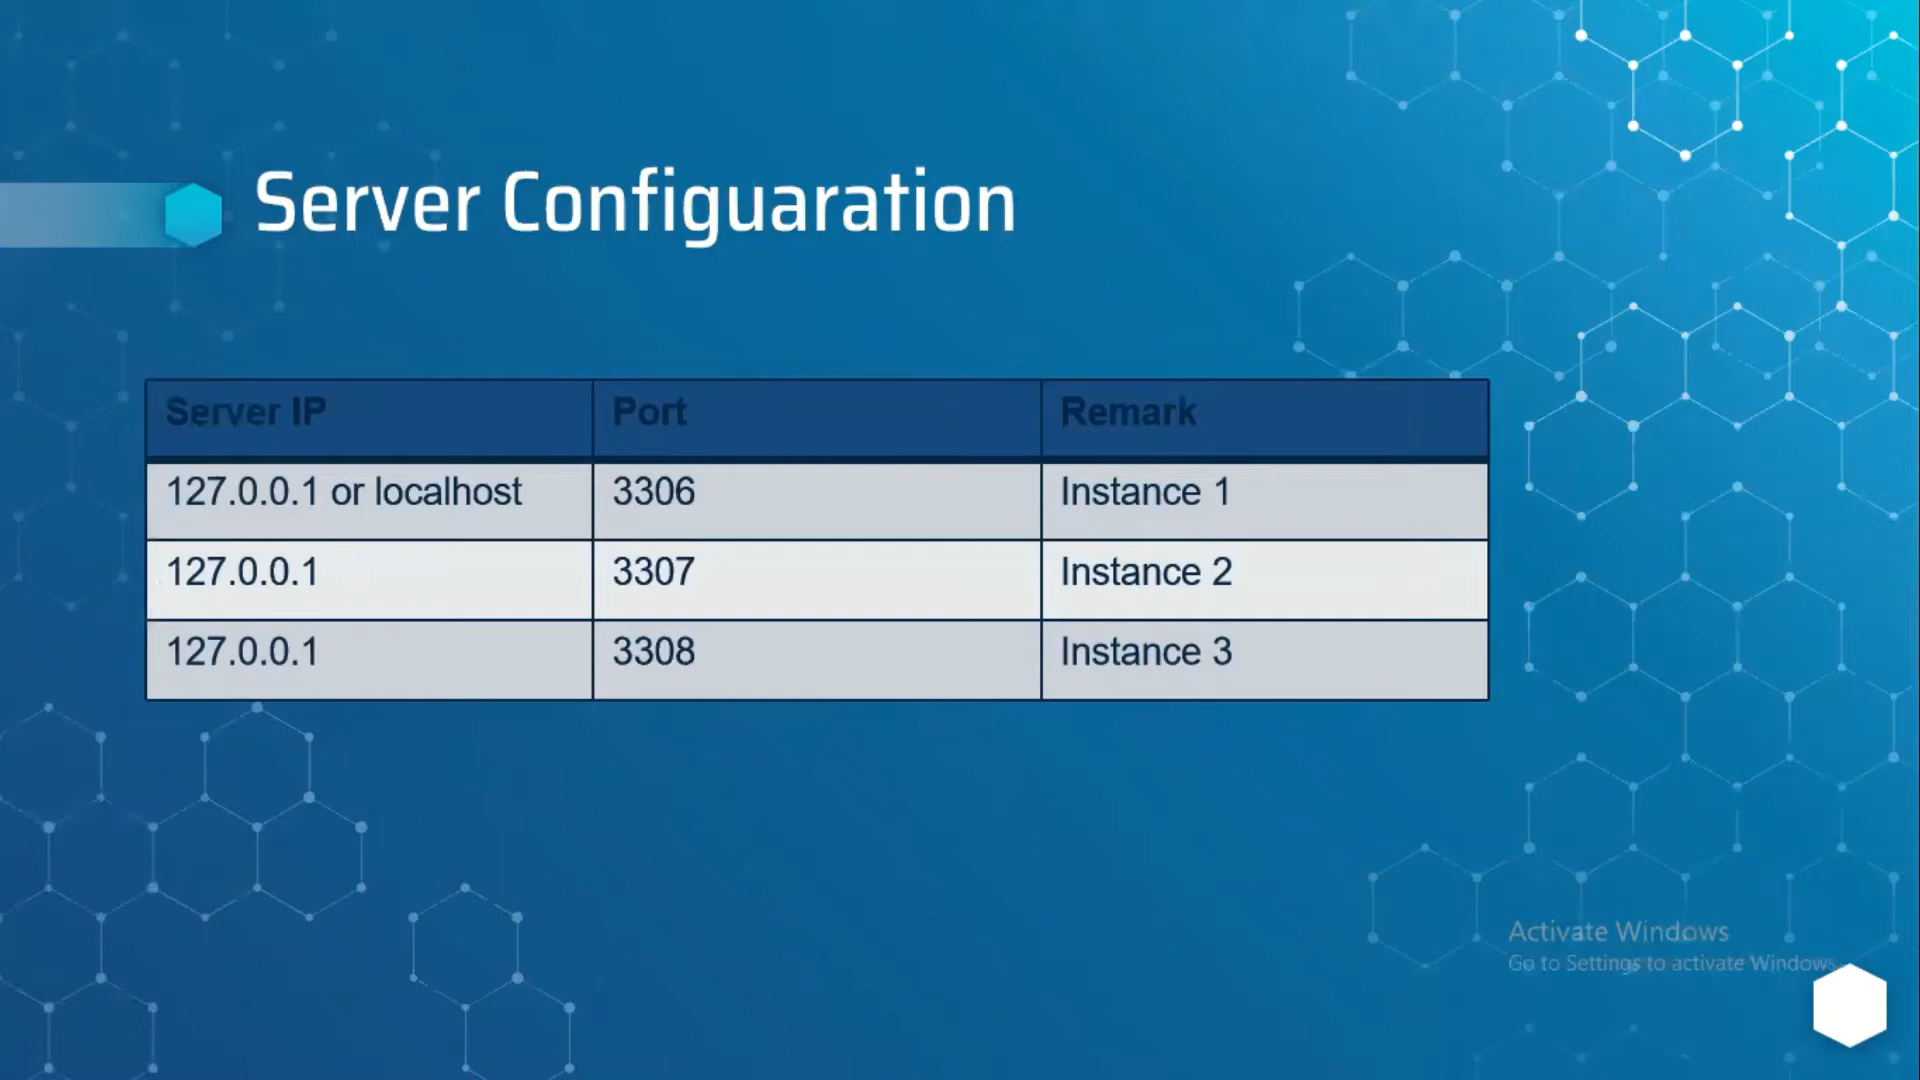 Server Configuaration
Server IP Port Remark
127.0.0.1 or localhost 3306 Instance 1
127.0.0.1 3307 Instance 2
127.0.0.1 3308 Instance 3
Activate Windows
Go to Settings to activate Windows.